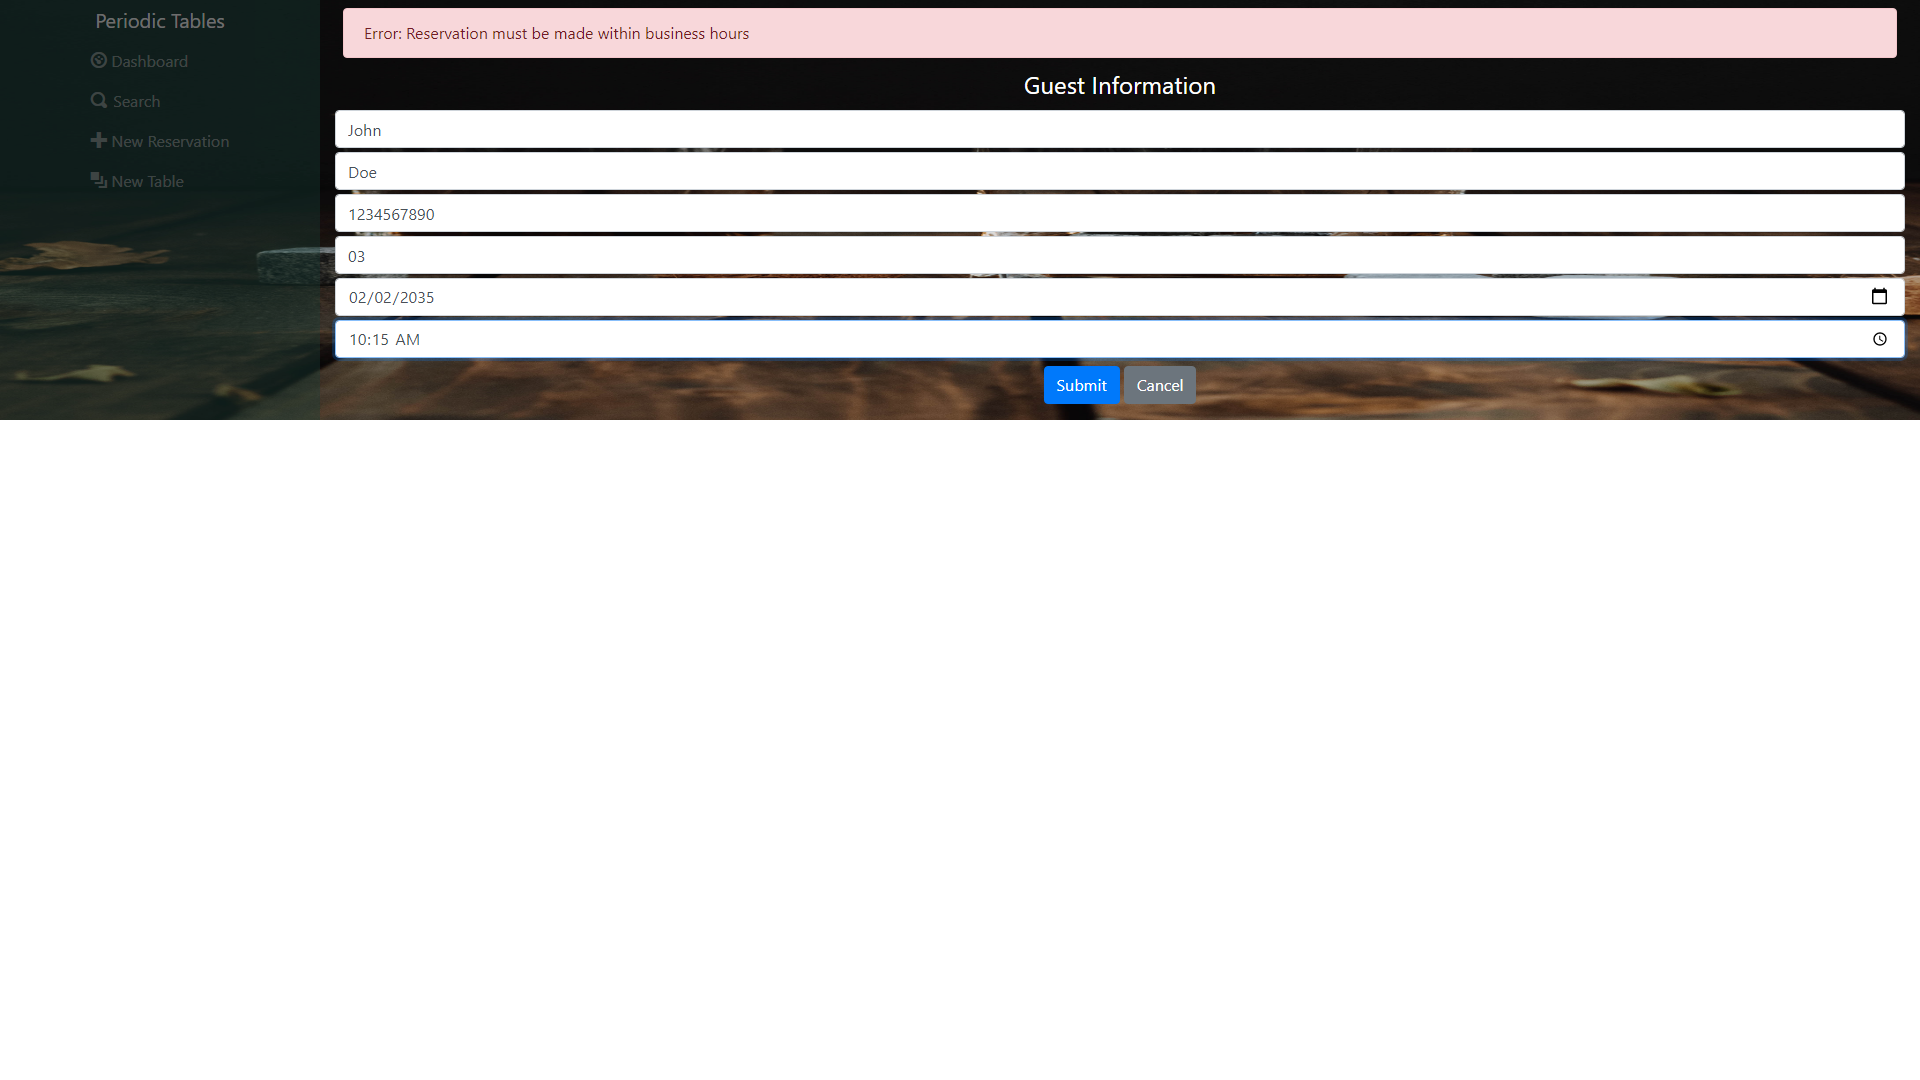 Periodic Tables
Dashboard
Search
New Reservation
New Table
Error: Reservation must be made within business hours
Guest Information
John
Doe
1234567890
03
02/02/2035
10:15 AM
Submit
Cancel